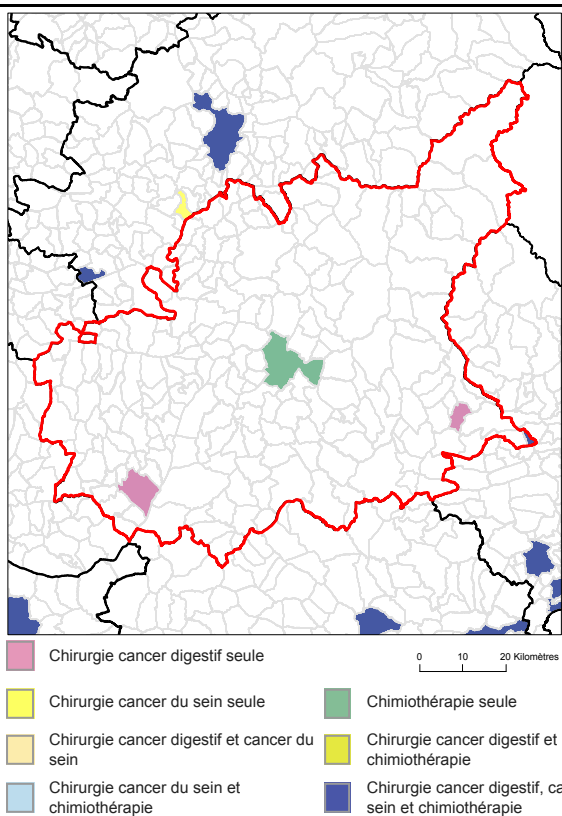 Chirurgie cancer digestif seule
0 10 20 Kilomètres
Chirurgie cancer du sein seule
Chimiothérapie seule
Chirurgie cancer digestif et cancer du
sein
Chirurgie cancer digestif et
chimiothérapie
Chirurgie cancer du sein et
chimiothérapie
Chirurgie cancer digestif, ca
sein et chimiothérapie